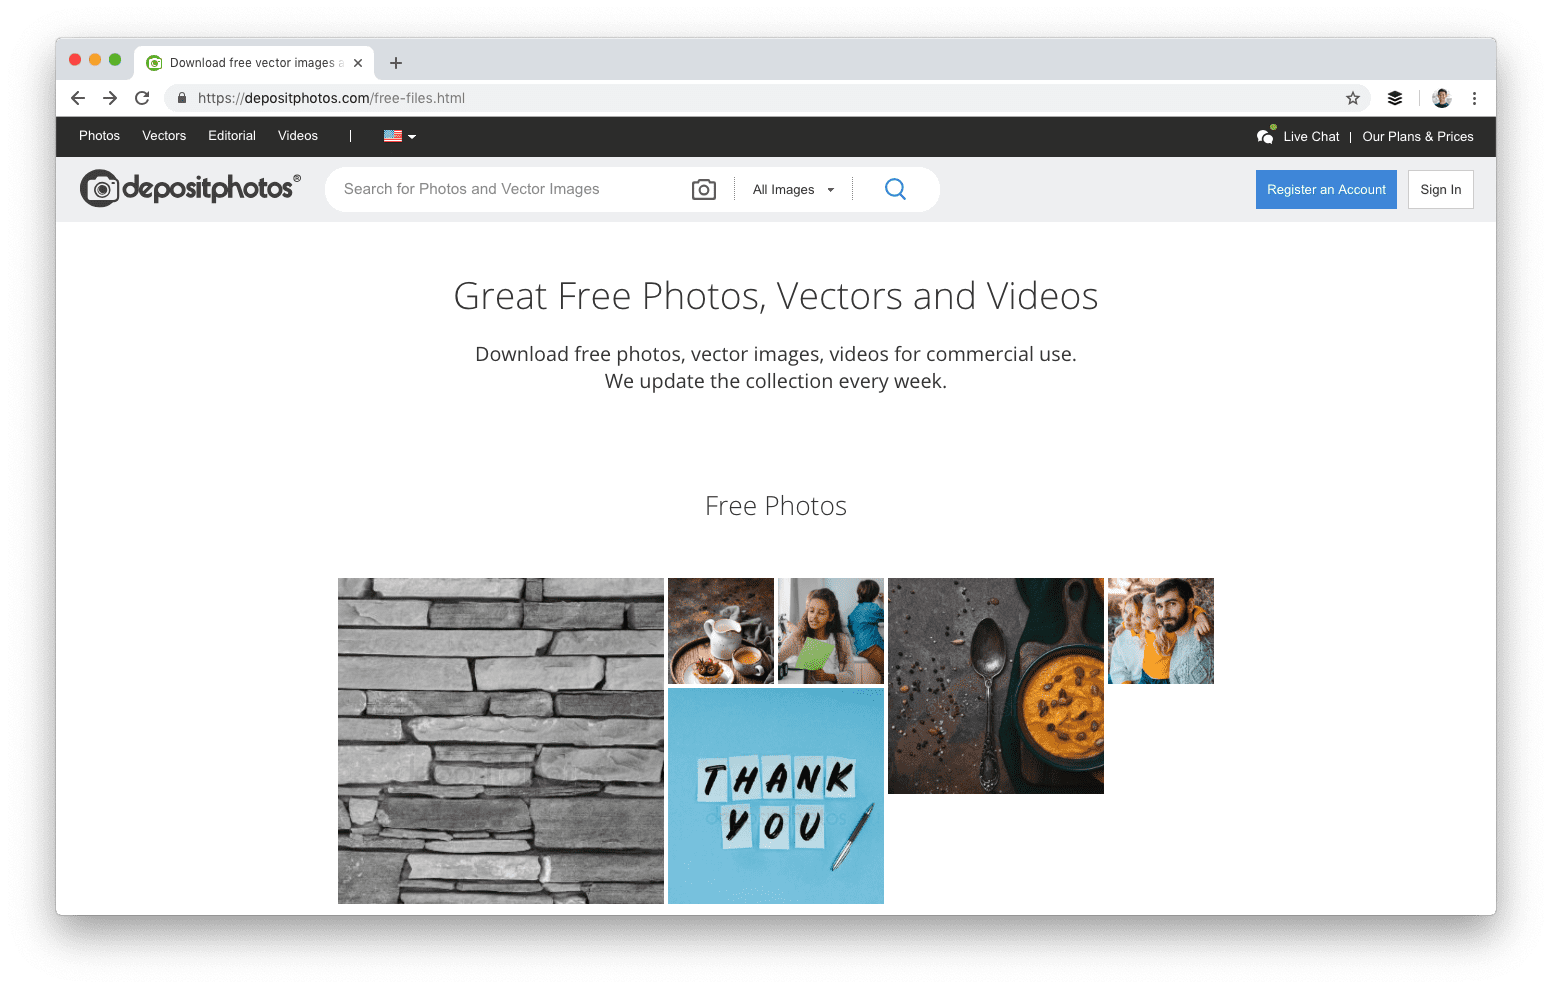 Download free vector images a
https://depositphotos.com/free-files.html
Photos Vectors Editorial Videos | Live Chat | Our Plans & Prices
depositphotos® Search for Photos and Vector Images All Images Register an Account Sign In
Great Free Photos, Vectors and Videos
Download free photos, vector images, videos for commercial use.
We update the collection every week.
Free Photos
THANK
YOU